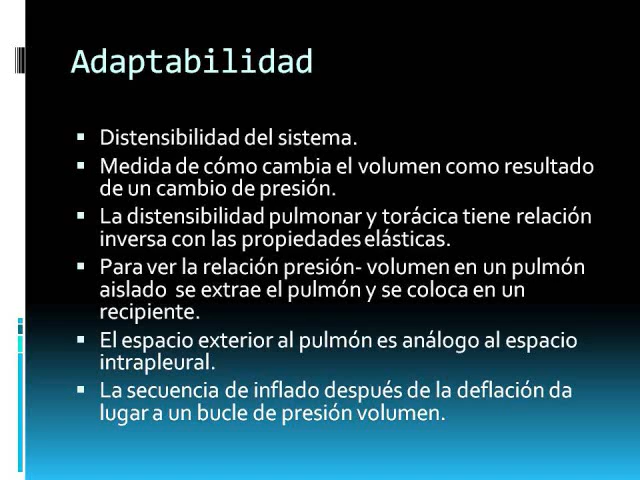 Adaptabilidad
▪ Distensibilidad del sistema.
▪ Medida de cómo cambia el volumen como resultado
de un cambio de presión.
▪ La distensibilidad pulmonar y torácica tiene relación
inversa con las propiedades elásticas.
▪ Para ver la relación presión- volumen en un pulmón
aislado se extrae el pulmón y se coloca en un
recipiente.
▪ El espacio exterior al pulmón es análogo al espacio
intrapleural.
▪ La secuencia de inflado después de la deflación da
lugar a un bucle de presión volumen.